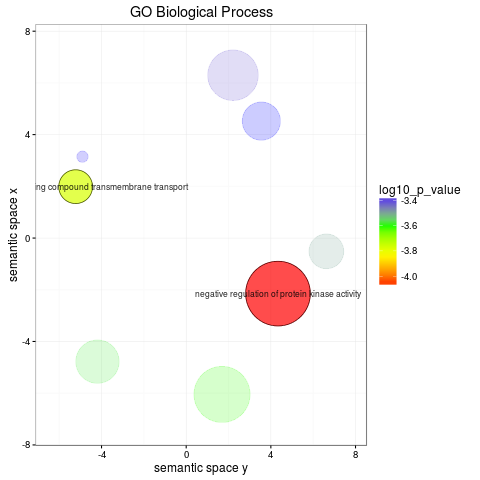 GO Biological Process
8
4
0
-4
-8
-4
0
4
8
semantic space x
semantic space y
ng compound transmembrane transport
negative regulation of protein kinase activity
log10_p_value
-3.4
-3.6
-3.8
-4.0